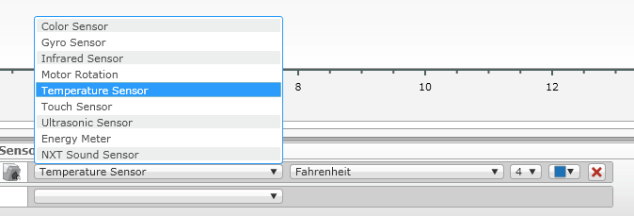 Color Sensor
Gyro Sensor
Infrared Sensor
Motor Rotation
Temperature Sensor
Touch Sensor
Ultrasonic Sensor
Energy Meter
NXT Sound Sensor
8 10 12
Senso
Temperature Sensor Fahrenheit 4